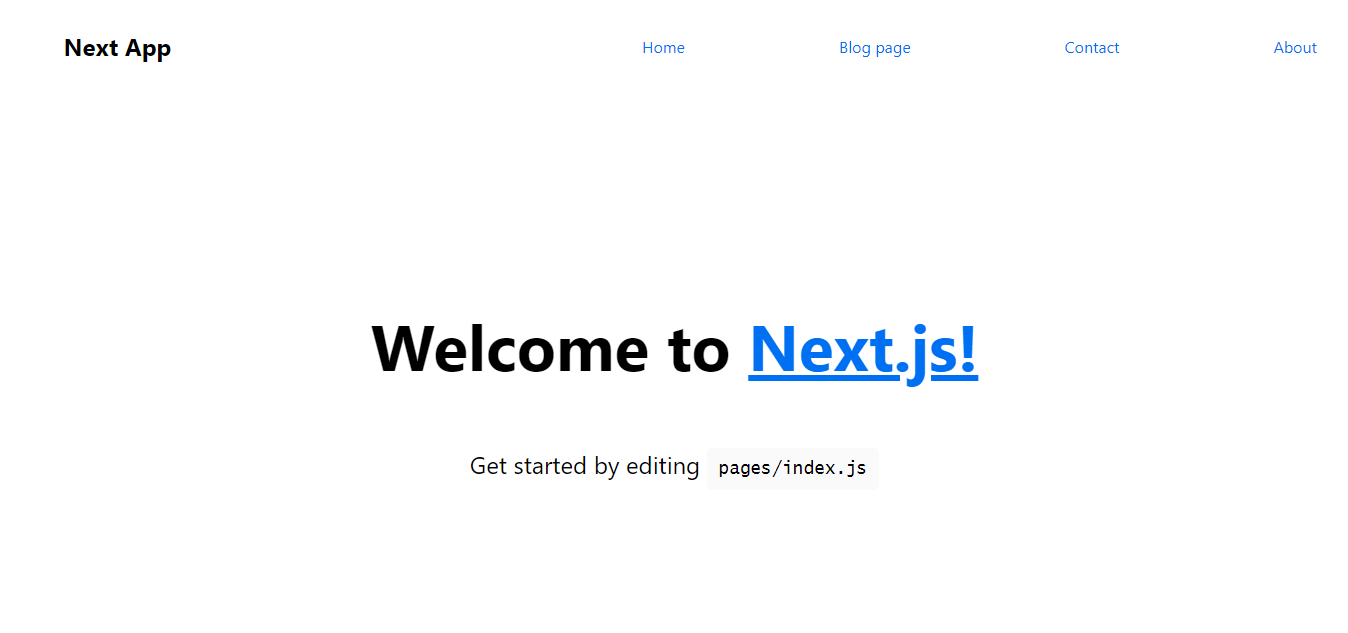 Next App Home Blog page Contact About
Welcome to Next.js!
Get started by editing pages/index.js